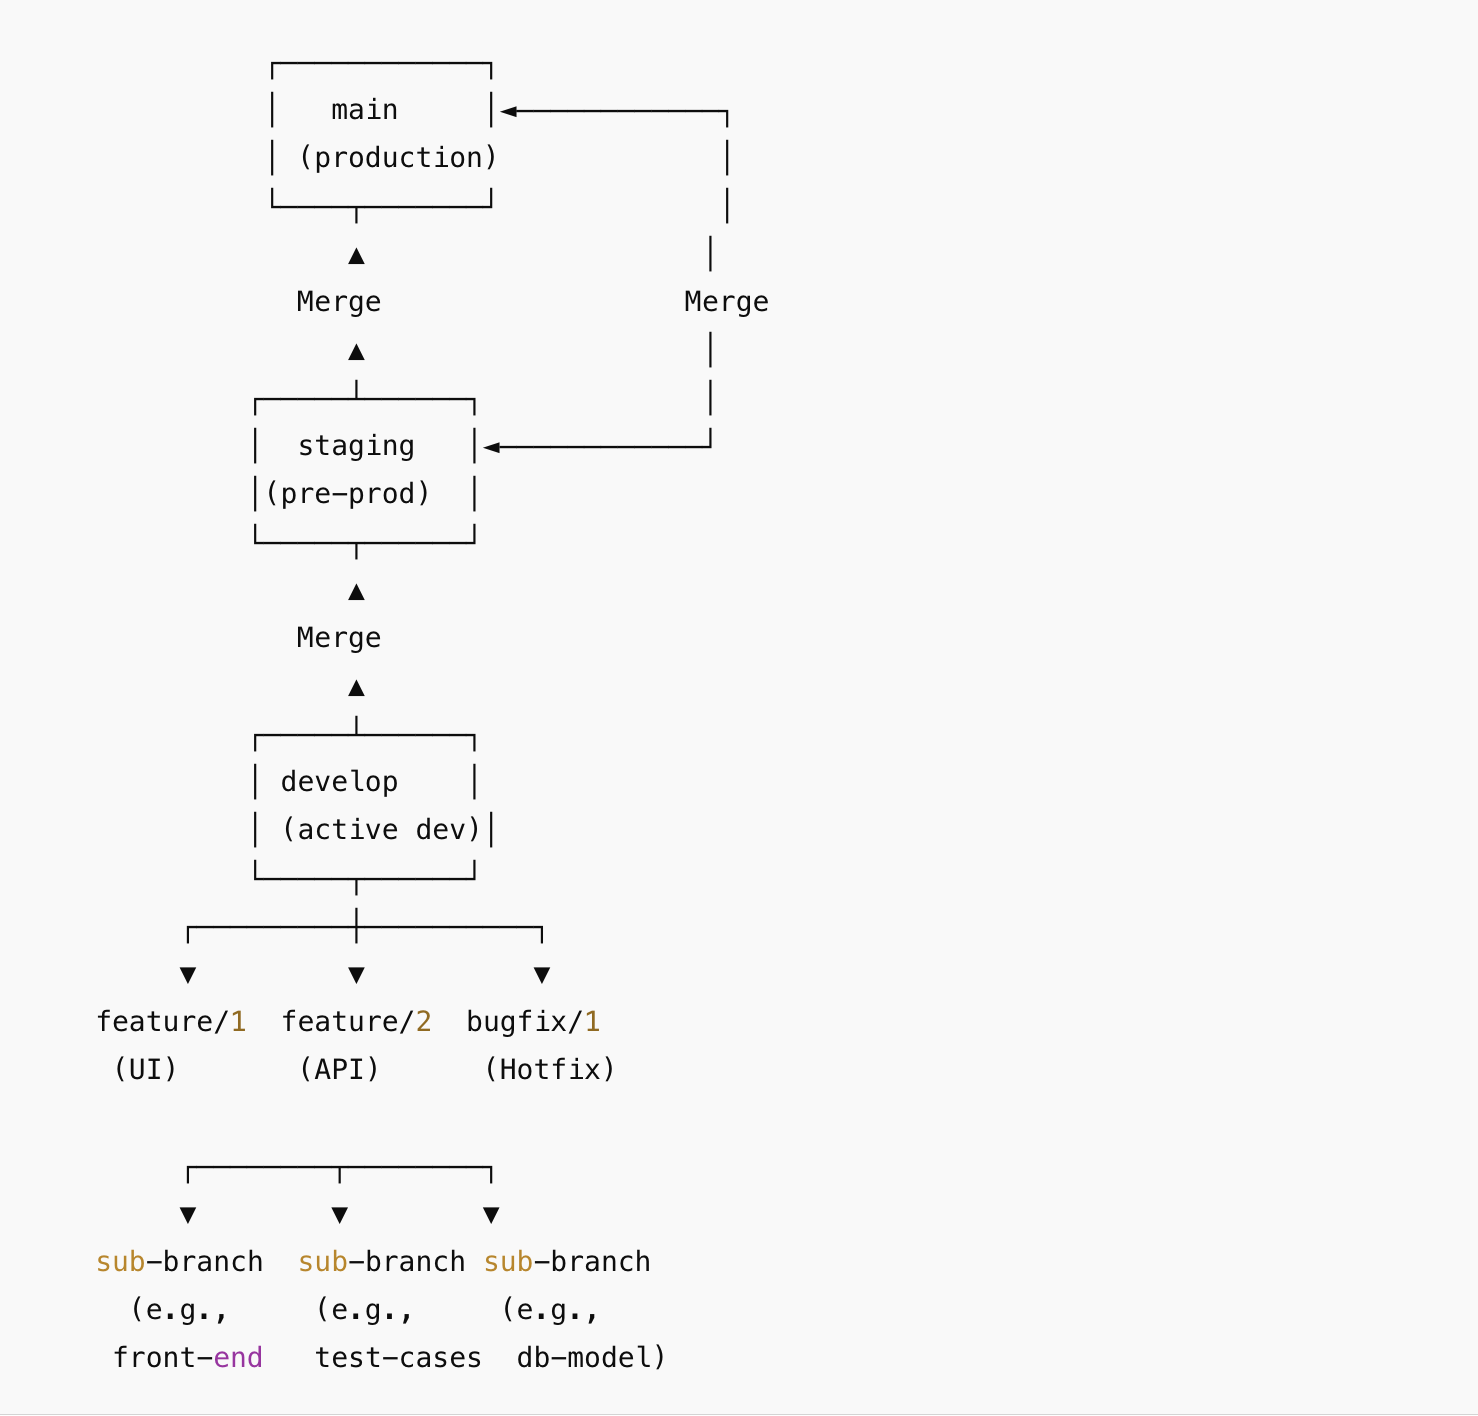 main
(production)
Merge Merge
staging
(pre-prod)
Merge
develop
(active dev)
feature/1 feature/2 bugfix/1
(UI) (API) (Hotfix)
sub-branch sub-branch sub-branch
(e.g., (e.g., (e.g.,
front-end test-cases db-model)